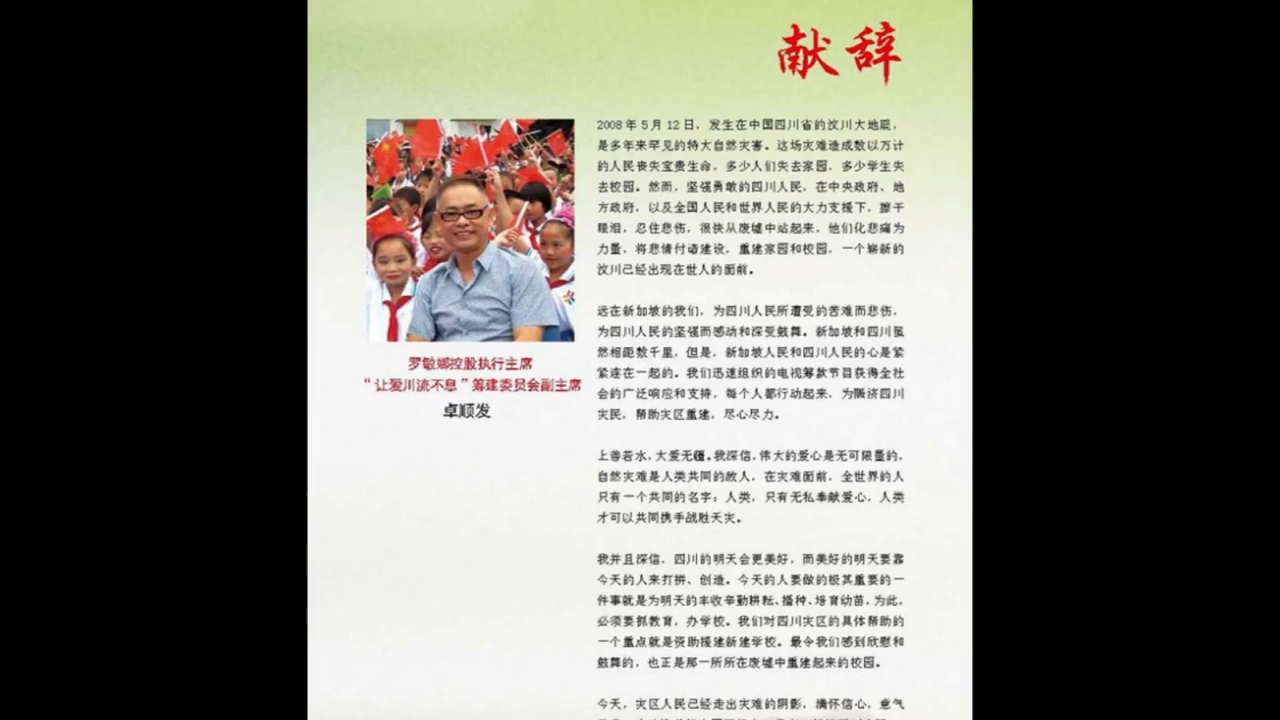 献辞
2008年5月12日，发生在中国四川省的汶川大地震，
是多年来罕见的特大自然灾害。这场灾难造成数以万计
的人民丧失宝贵生命，多少人们失去家园，多少学生失
去校园。然而，坚强勇敢的四川人民，在中央政府、地
方政府，以及全国人民和世界人民的大力支援下，擦干
眼泪，忍住悲伤，很快从废墟中站起来，他们化悲痛为
力量，将悲情付诸建设，重建家园和校园，一个崭新的
汶川已经出现在世人的面前。
罗敏娜控股执行主席
“让爱川流不息”筹建委员会副主席
卓顺发
远在新加坡的我们，为四川人民所遭受的苦难而悲伤，
为四川人民的坚强而感动和深受鼓舞。新加坡和四川虽
然相距数千里，但是，新加坡人民和四川人民的心是紧
紧连在一起的。我们迅速组织的电视筹款节目获得全社
会的广泛响应和支持，每个人都行动起来，为赈济四川
灾民，帮助灾区重建，尽心尽力。
上善若水，大爱无疆。我深信，伟大的爱心是无可限量的，
自然灾难是人类共同的敌人，在灾难面前，全世界的人
只有一个共同的名字：人类，只有无私奉献爱心，人类
才可以共同携手战胜天灾。
我并且深信，四川的明天会更美好，而美好的明天要靠
今天的人来打拼、创造。今天的人要做的极其重要的一
件事就是为明天的丰收辛勤耕耘、播种、培育幼苗，为此，
必须要抓教育，办学校。我们对四川灾区的具体帮助的
一个重点就是资助援建新建学校。最令我们感到欣慰和
鼓舞的，也正是那一所所在废墟中重建起来的校园。
今天，灾区人民已经走出灾难的阴影，满怀信心，意气